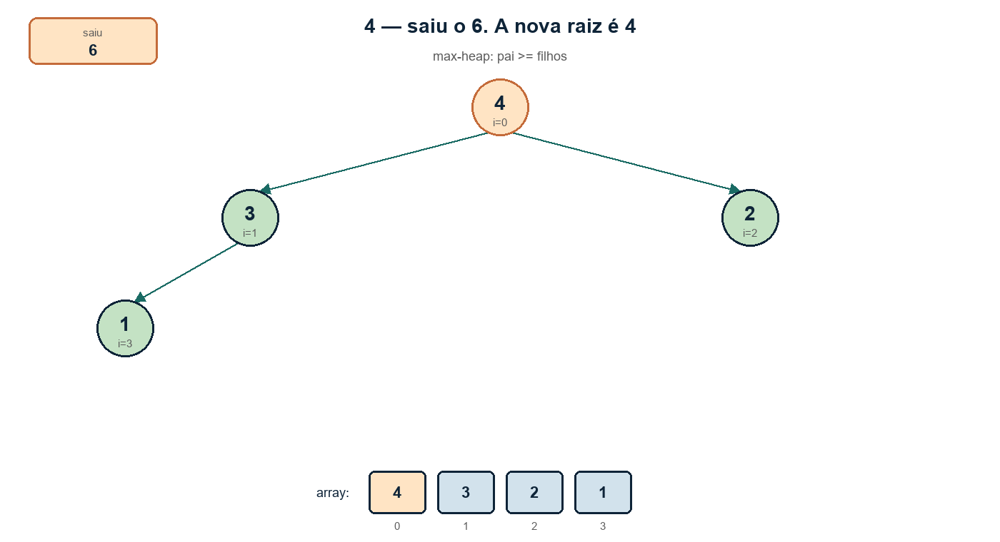 saiu
6
4 — saiu o 6. A nova raiz é 4
max-heap: pai >= filhos
4
i=0
3
i=1
2
i=2
1
i=3
array: 4 3 2 1
0 1 2 3